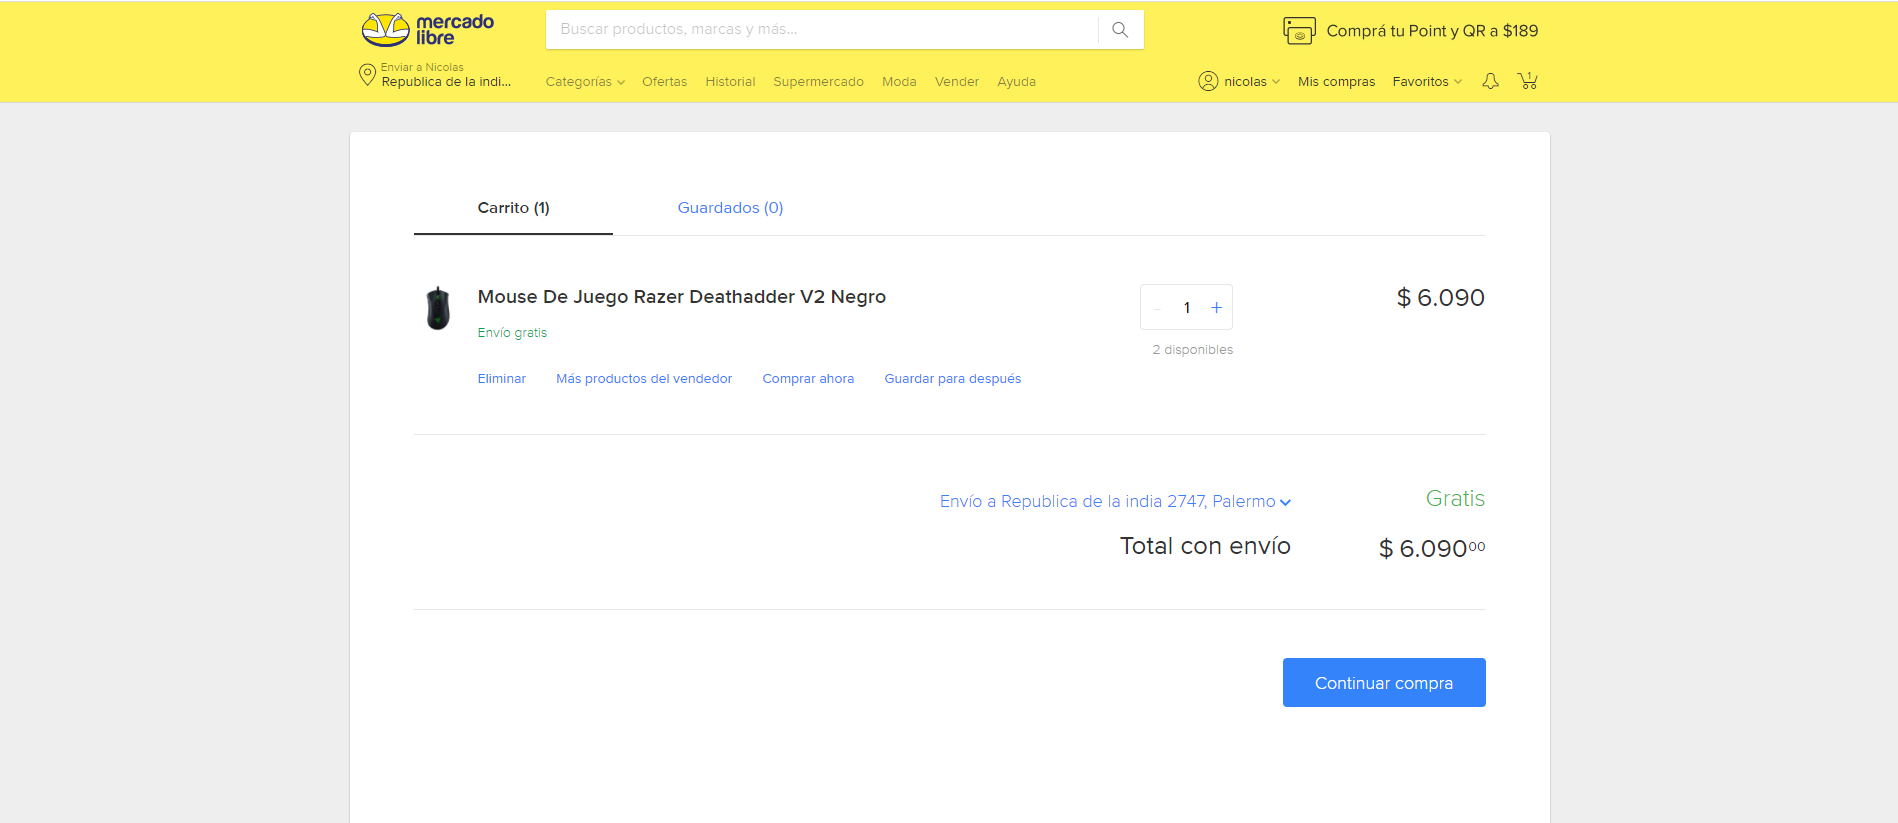 mercado
libre
Buscar productos, marcas y más...
Comprá tu Point y QR a $189
Enviar a Nicolas
Republica de la indi...
Categorías
Ofertas
Historial
Supermercado
Moda
Vender
Ayuda
nicolas
Mis compras
Favoritos
1
Carrito (1)
Guardados (0)
Mouse De Juego Razer Deathadder V2 Negro
- 1 +
$ 6.090
Envío gratis
2 disponibles
Eliminar
Más productos del vendedor
Comprar ahora
Guardar para después
Envío a Republica de la india 2747, Palermo
Gratis
Total con envío
$ 6.09000
Continuar compra